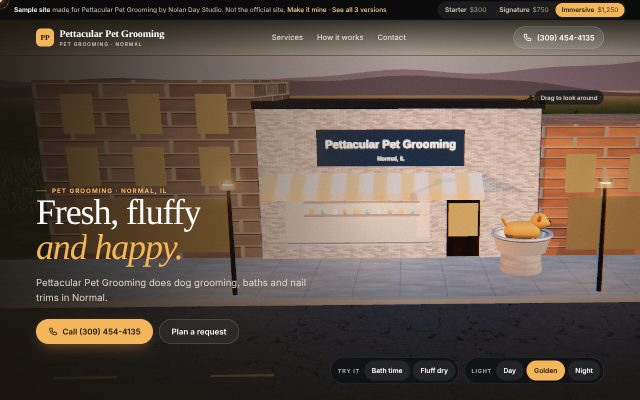 Sample site made for Pettacular Pet Grooming by Nolan Day Studio. Not the official site. Make it mine · See all 3 versions
Starter $300 Signature $750 Immersive $1,250
PP Pettacular Pet Grooming
PET GROOMING · NORMAL
Services How it works Contact
(309) 454-4135
Drag to look around
Pettacular Pet Grooming
Normal, IL
PET GROOMING · NORMAL, IL
Fresh, fluffy
and happy.
Pettacular Pet Grooming does dog grooming, baths and nail
trims in Normal.
Call (309) 454-4135 Plan a request
TRY IT Bath time Fluff dry LIGHT Day Golden Night